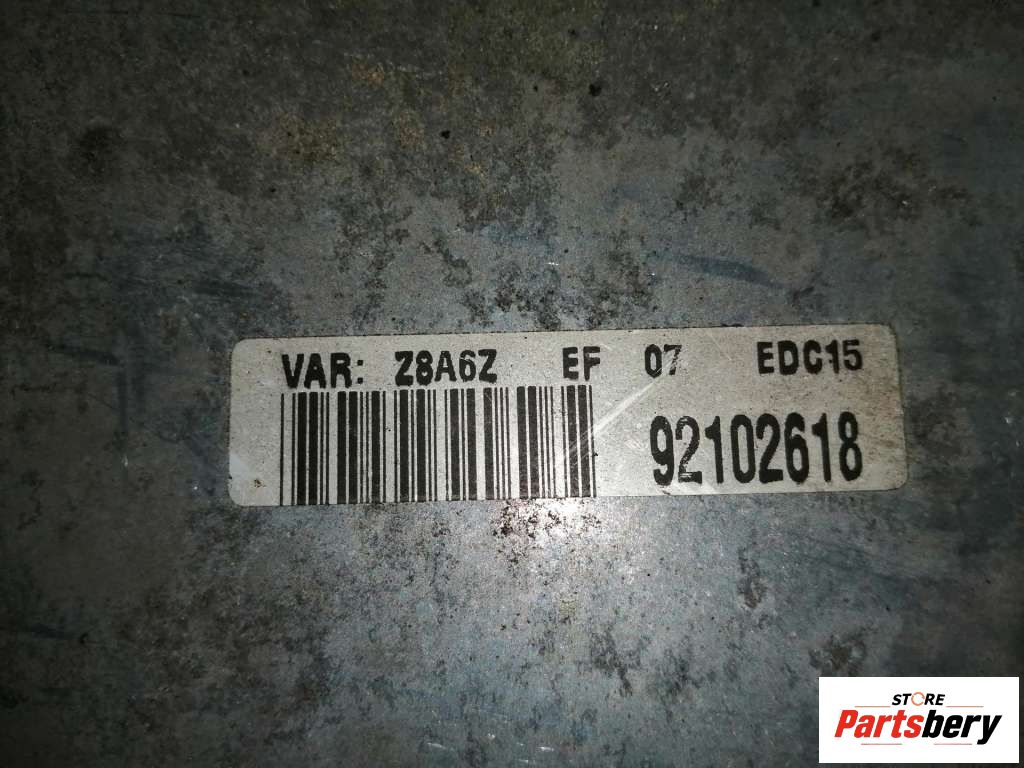 VAR: Z8A6Z EF 07 EDC15
92102618
STORE
Partsbery